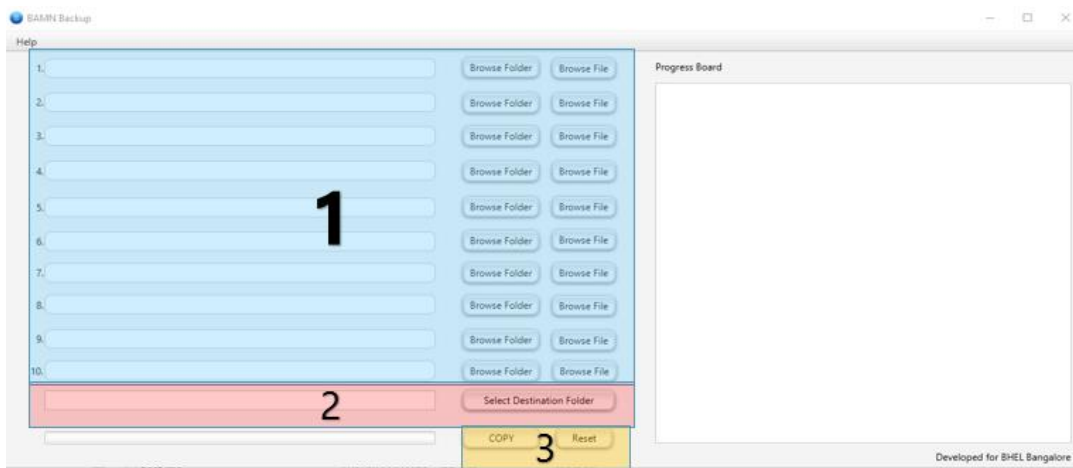 BAMN Backup
Help
1. Browse Folder Browse File Progress Board
2. Browse Folder Browse File
3. Browse Folder Browse File
4. Browse Folder Browse File
5. Browse Folder Browse File
6. Browse Folder Browse File
7. Browse Folder Browse File
8. Browse Folder Browse File
9. Browse Folder Browse File
10. Browse Folder Browse File
1
2 Select Destination Folder
COPY 3 Reset
Developed for BHEL Bangalore